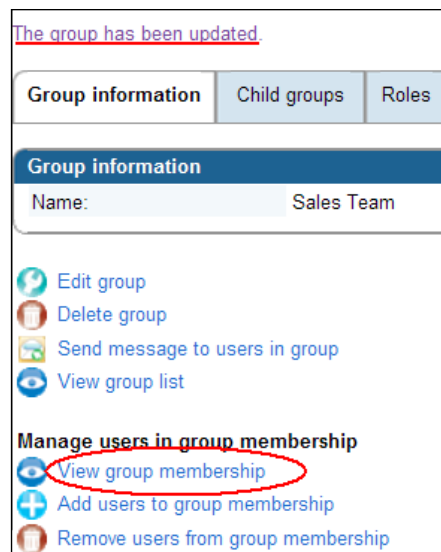 The group has been updated.
Group information Child groups Roles
Group information
Name: Sales Team
Edit group
Delete group
Send message to users in group
View group list
Manage users in group membership
View group membership
Add users to group membership
Remove users from group membership